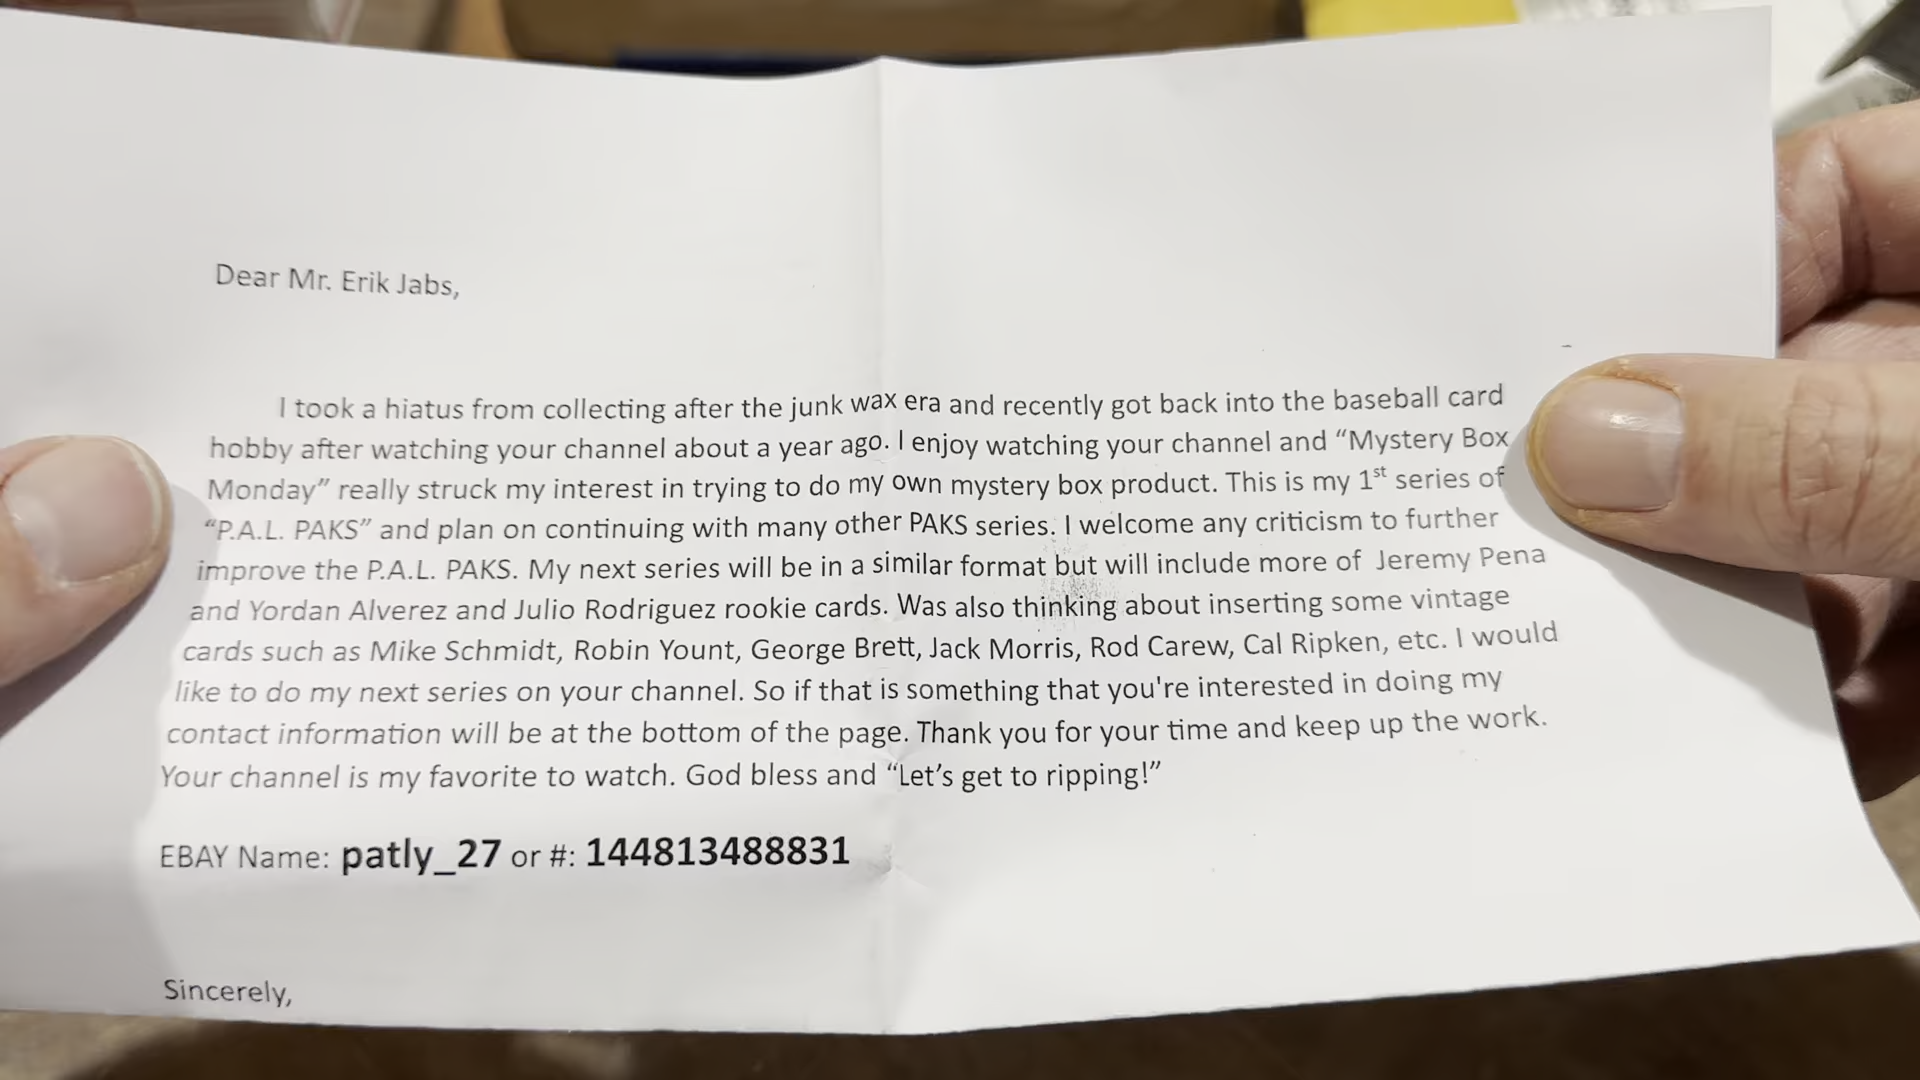 Dear Mr. Erik Jabs,
I took a hiatus from collecting after the junk wax era and recently got back into the baseball card
hobby after watching your channel about a year ago. I enjoy watching your channel and “Mystery Box
Monday” really struck my interest in trying to do my own mystery box product. This is my 1st series of
“P.A.L. PAKS” and plan on continuing with many other PAKS series. I welcome any criticism to further
improve the P.A.L. PAKS. My next series will be in a similar format but will include more of Jeremy Pena
and Yordan Alverez and Julio Rodriguez rookie cards. Was also thinking about inserting some vintage
cards such as Mike Schmidt, Robin Yount, George Brett, Jack Morris, Rod Carew, Cal Ripken, etc. I would
like to do my next series on your channel. So if that is something that you're interested in doing my
contact information will be at the bottom of the page. Thank you for your time and keep up the work.
Your channel is my favorite to watch. God bless and “Let’s get to ripping!”
EBAY Name: patly_27 or #: 144813488831
Sincerely,